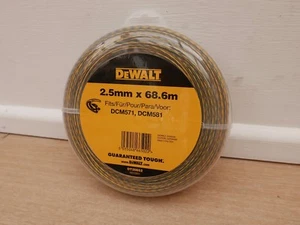 DEWALT
2.5mm x 68.6m
Fits/Für/Pour/Para/Voor:
DCM571, DCM581
GUARANTEED TOUGH.